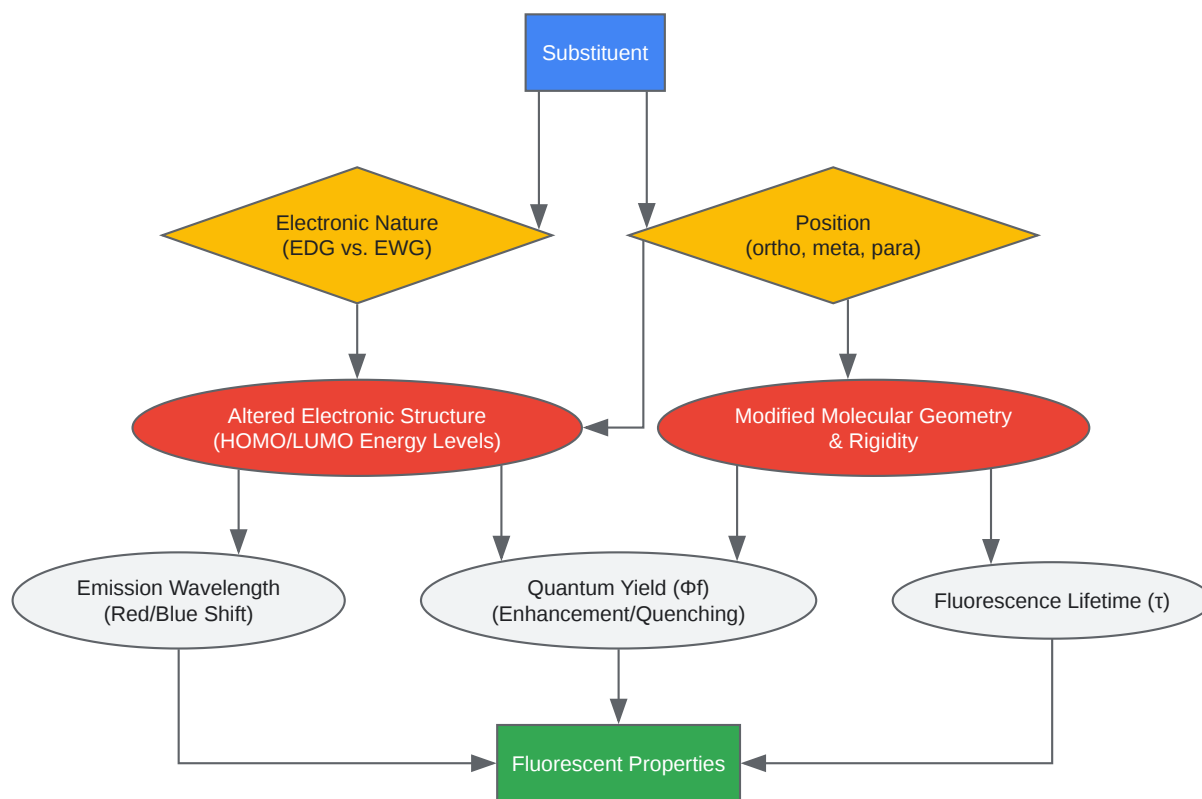 Substituent
Electronic Nature
(EDG vs. EWG)
Position
(ortho, meta, para)
Altered Electronic Structure
(HOMO/LUMO Energy Levels)
Modified Molecular Geometry
& Rigidity
Emission Wavelength
(Red/Blue Shift)
Quantum Yield (Φf)
(Enhancement/Quenching)
Fluorescence Lifetime (τ)
Fluorescent Properties